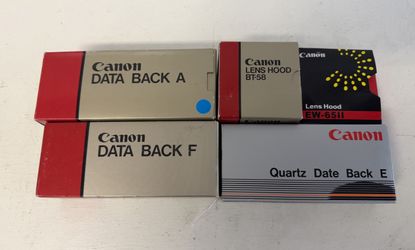 Canon
DATA BACK A
Canon
LENS HOOD
BT-58
Canon
Lens Hood
EW-65II
Canon
DATA BACK F
Canon
Quartz Date Back E